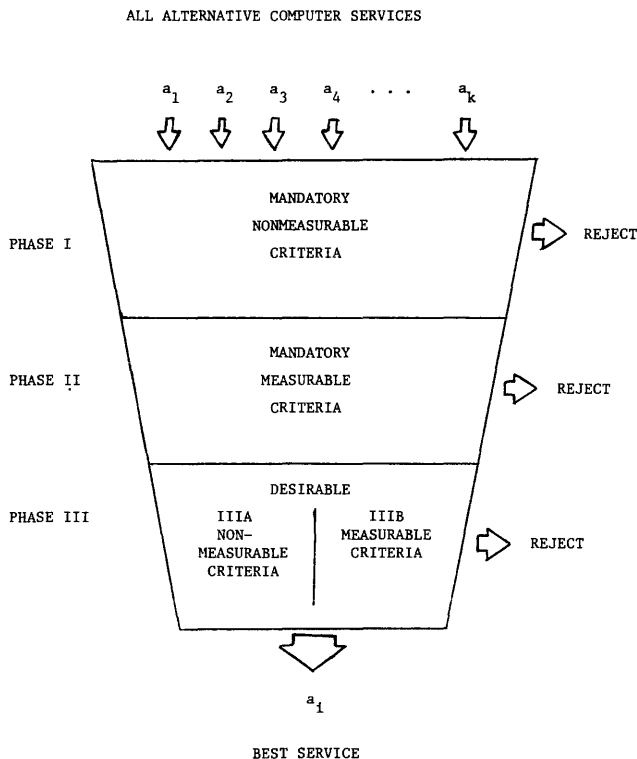 ALL ALTERNATIVE COMPUTER SERVICES
a1 a2 a3 a4 . . . ak
MANDATORY
NONMEASURABLE
CRITERIA
PHASE I
REJECT
MANDATORY
MEASURABLE
CRITERIA
PHASE II
REJECT
DESIRABLE
PHASE III
IIIA
NON-
MEASURABLE
CRITERIA
IIIB
MEASURABLE
CRITERIA
REJECT
ai
BEST SERVICE